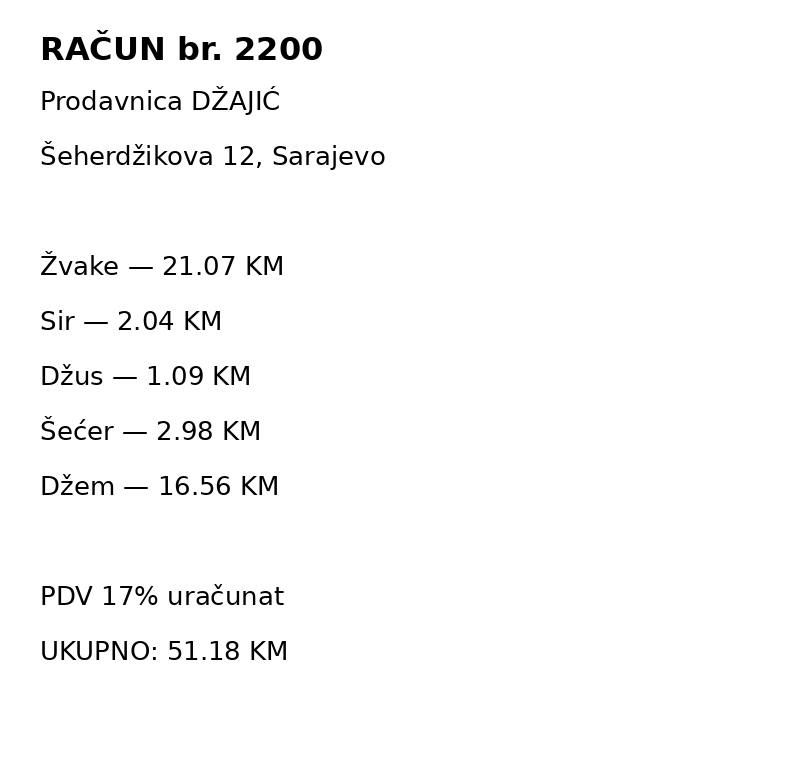 RAČUN br. 2200
Prodavnica DŽAJIĆ
Šeherdžikova 12, Sarajevo
Žvake — 21.07 KM
Sir — 2.04 KM
Džus — 1.09 KM
Šećer — 2.98 KM
Džem — 16.56 KM
PDV 17% uračunat
UKUPNO: 51.18 KM